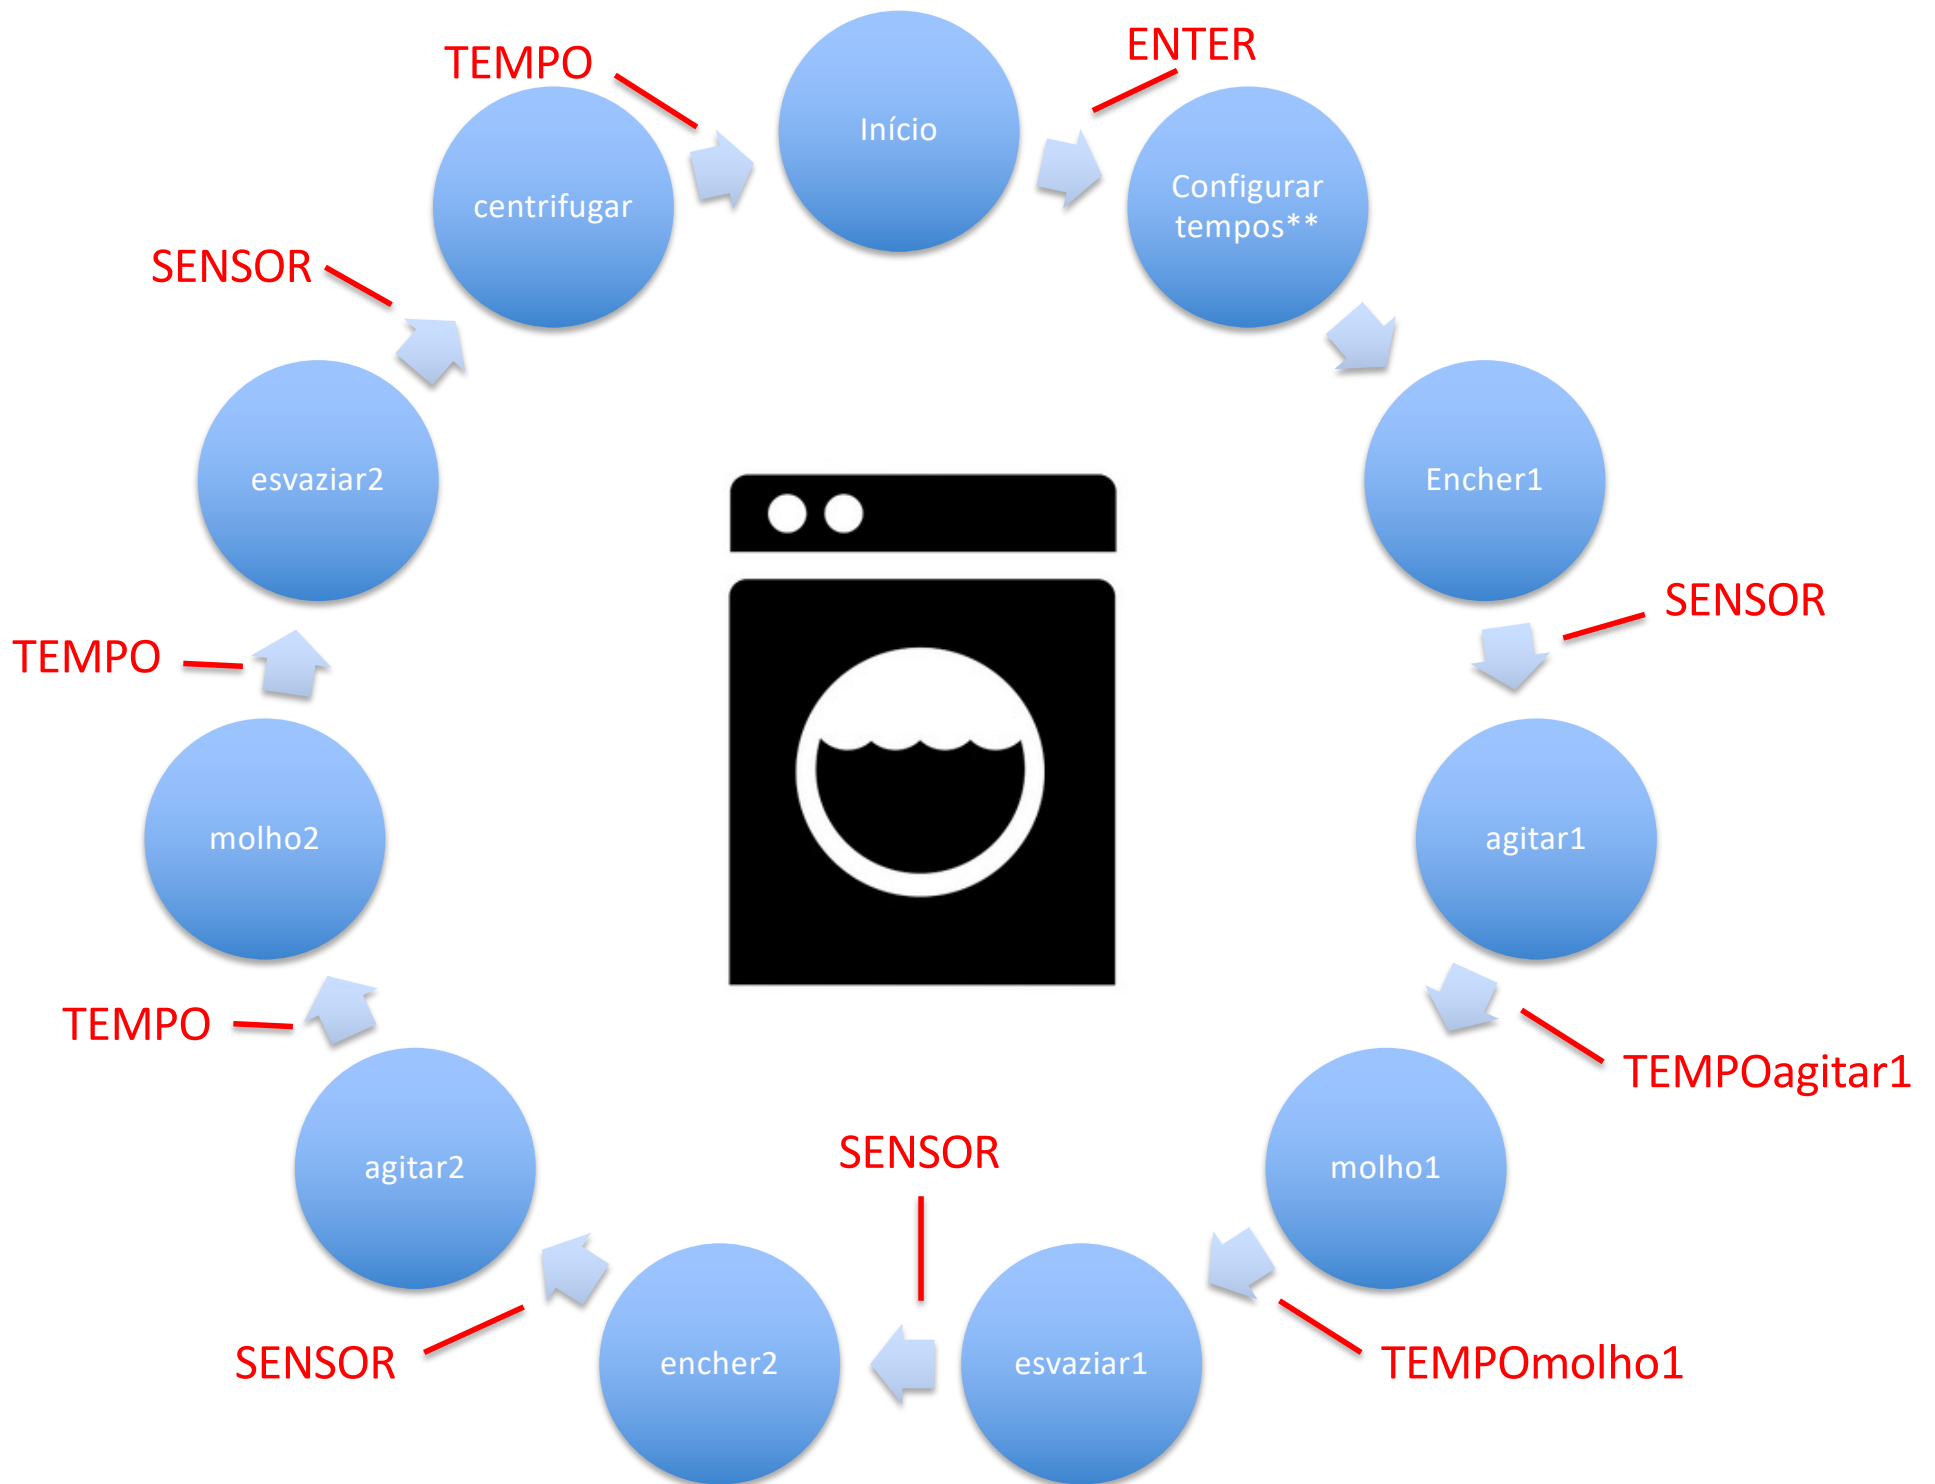 TEMPO
ENTER
Início
centrifugar
Configurar
tempos**
SENSOR
esvaziar2
Encher1
SENSOR
TEMPO
molho2
agitar1
TEMPO
TEMPOagitar1
agitar2
SENSOR
molho1
SENSOR
encher2
esvaziar1
TEMPOmolho1